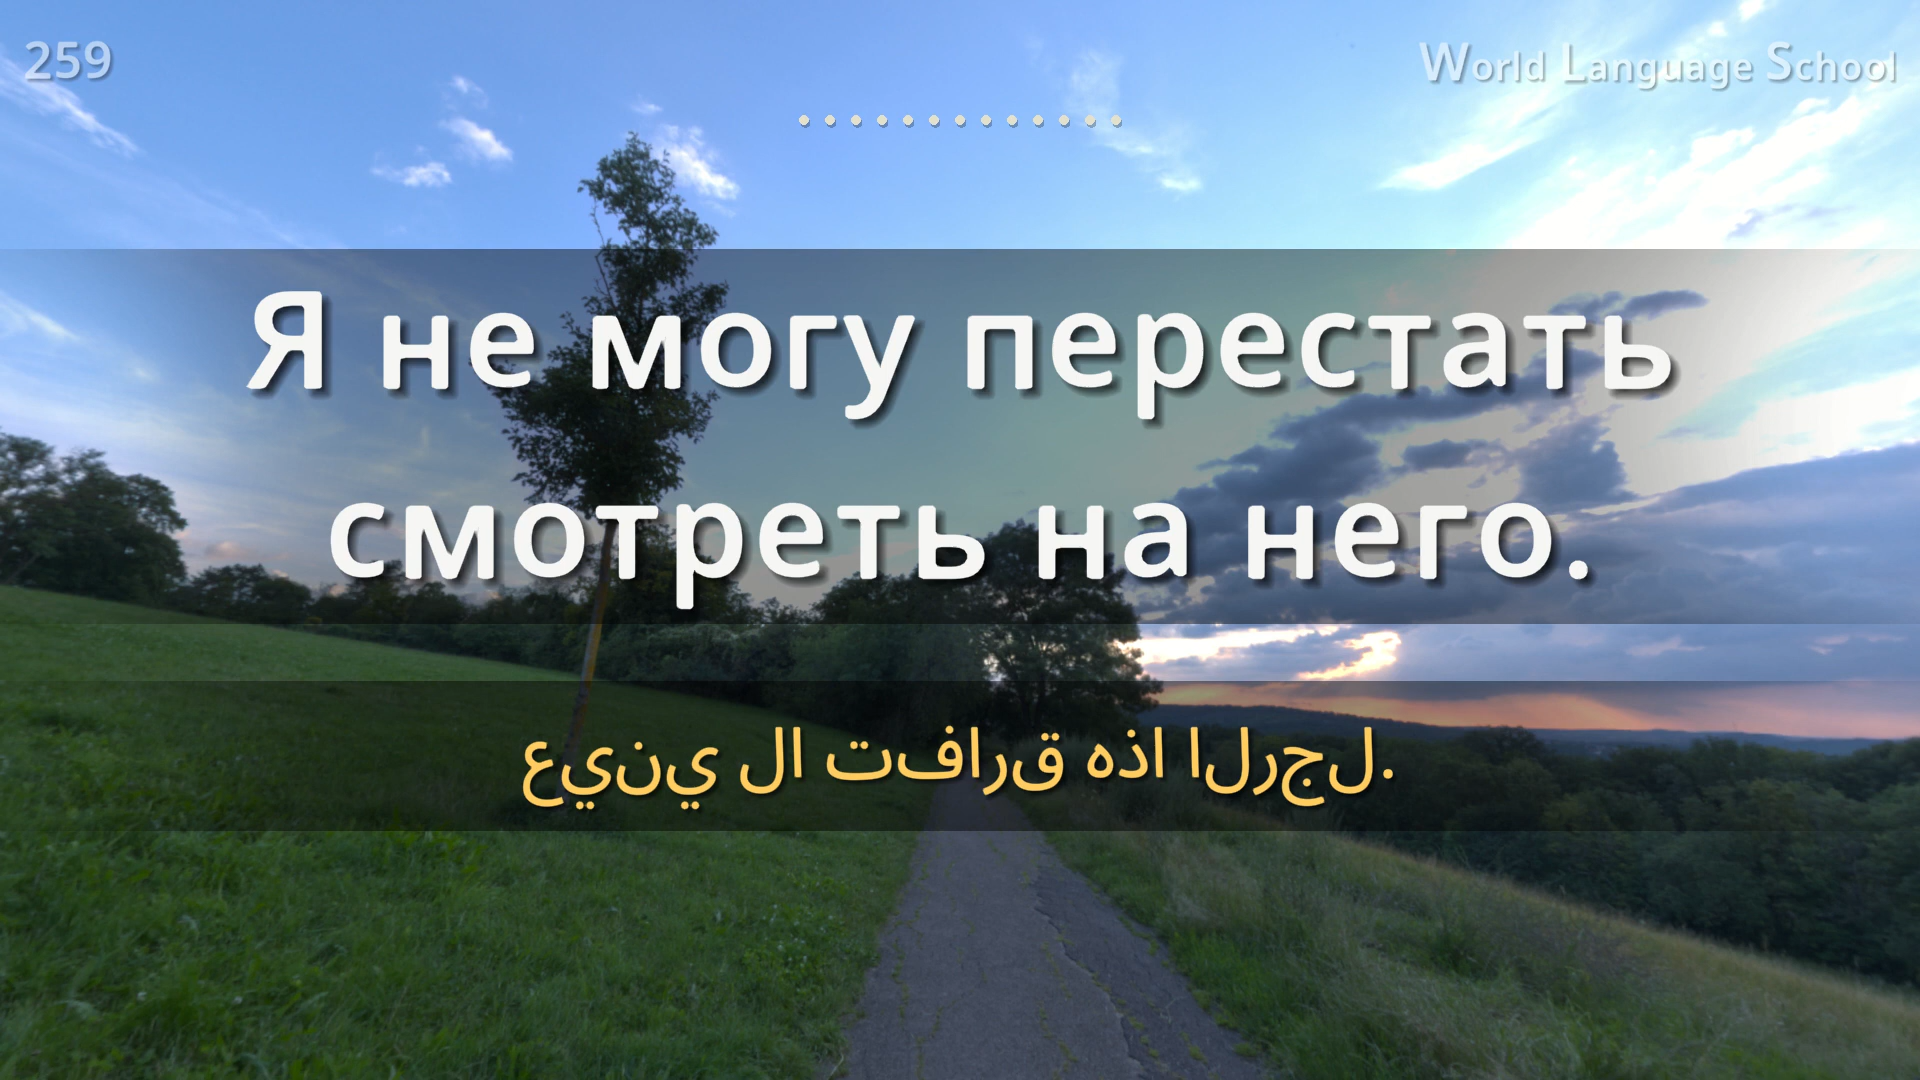 259
World Language School
Я не могу перестать
смотреть на него.
عيني لا تفارق هذا الرجل.